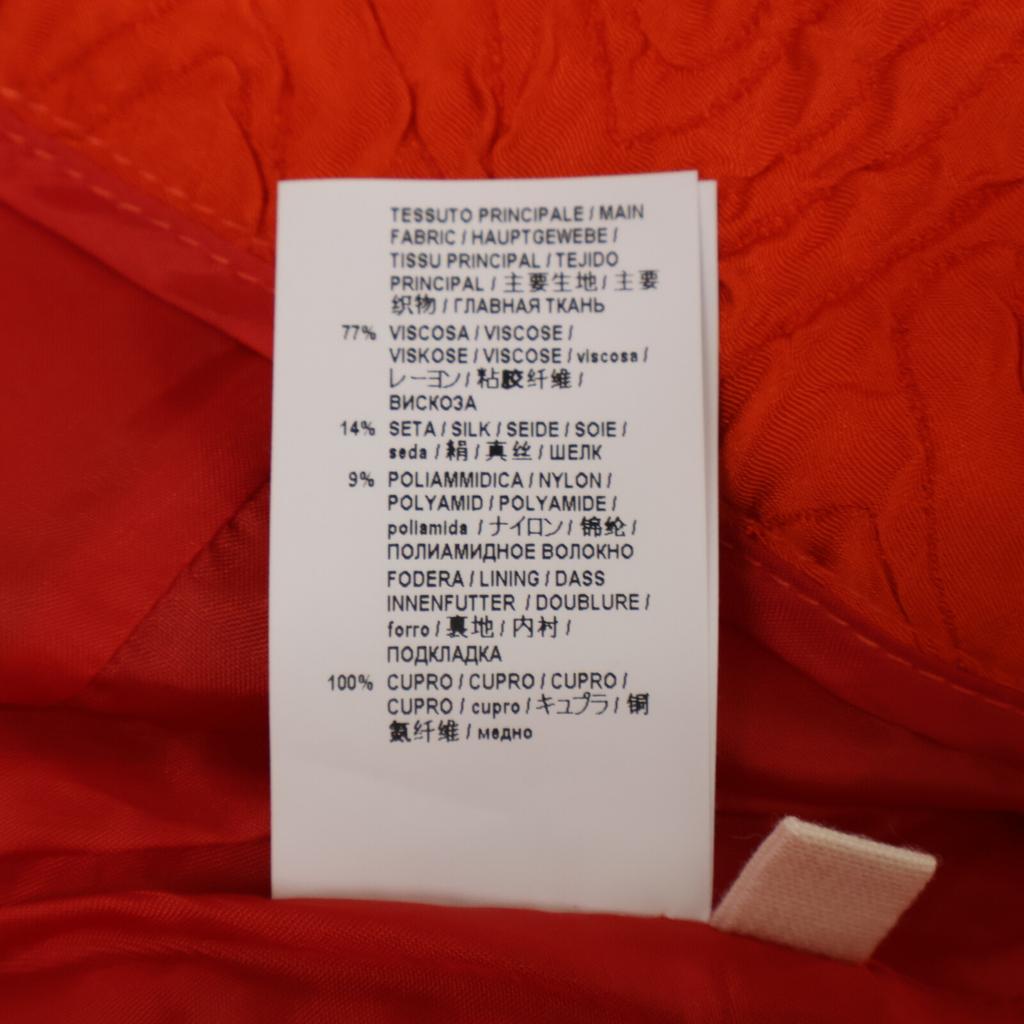 TESSUTO PRINCIPALE / MAIN
FABRIC / HAUPTGEWEBE /
TISSU PRINCIPAL / TEJIDO
PRINCIPAL / 主要生地 / 主要
织物 / ГЛАВНАЯ ТКАНЬ
77% VISCOSA / VISCOSE /
VISKOSE / VISCOSE / viscosa /
レーヨン / 粘胶纤维 /
ВИСКОЗА
14% SETA / SILK / SEIDE / SOIE /
seda / 絹 / 真丝 / ШЕЛК
9% POLIAMMIDICA / NYLON /
POLYAMID / POLYAMIDE /
poliamida / ナイロン / 锦纶 /
ПОЛИАМИДНОЕ ВОЛОКНО
FODERA / LINING / DASS
INNENFUTTER / DOUBLURE /
forro / 裏地 / 内衬 /
ПОДКЛАДКА
100% CUPRO / CUPRO / CUPRO /
CUPRO / cupro / キュプラ / 铜
氨纤维 / медно